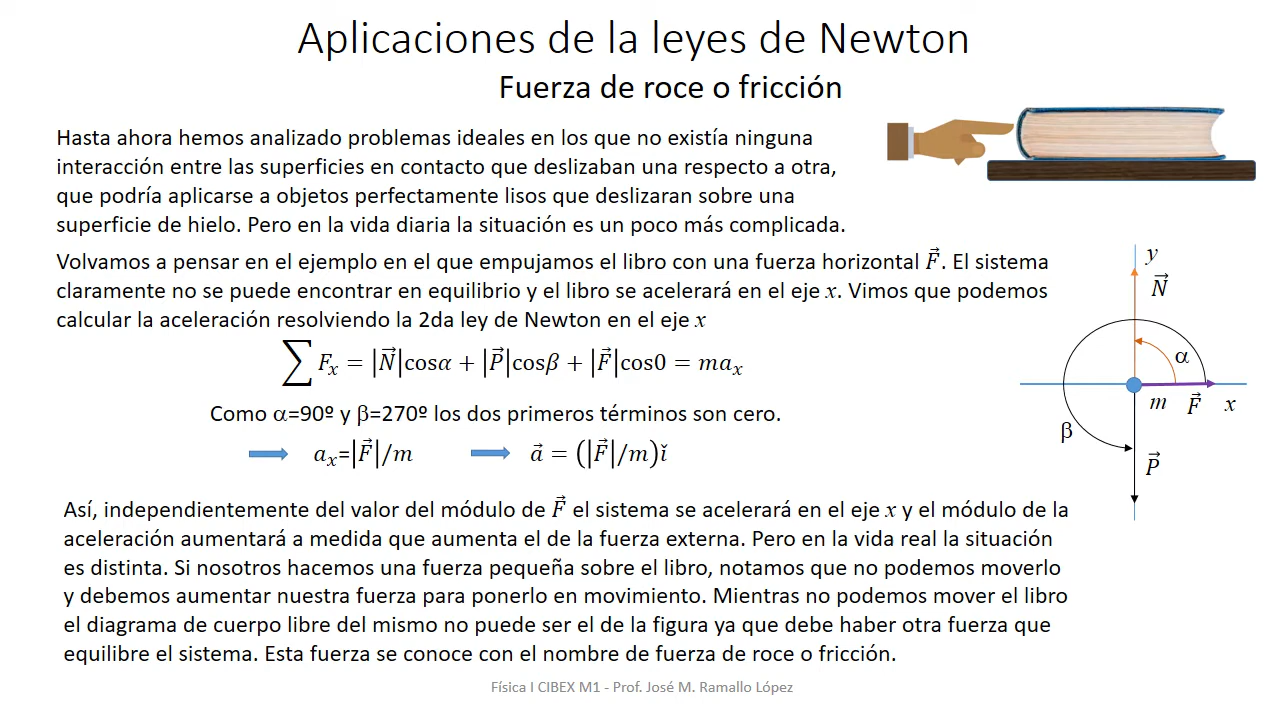 Aplicaciones de la leyes de Newton
Fuerza de roce o fricción
Hasta ahora hemos analizado problemas ideales en los que no existía ninguna
interacción entre las superficies en contacto que deslizaban una respecto a otra,
que podría aplicarse a objetos perfectamente lisos que deslizaran sobre una
superficie de hielo. Pero en la vida diaria la situación es un poco más complicada.
Volvamos a pensar en el ejemplo en el que empujamos el libro con una fuerza horizontal F⃗. El sistema
claramente no se puede encontrar en equilibrio y el libro se acelerará en el eje x. Vimos que podemos
calcular la aceleración resolviendo la 2da ley de Newton en el eje x
∑ Fₓ = |N⃗|cosα + |P⃗|cosβ + |F⃗|cos0 = maₓ
Como α=90º y β=270º los dos primeros términos son cero.
aₓ=|F⃗|/m
a⃗ = (|F⃗|/m)ǐ
y
N⃗
α
m
F⃗
x
β
P⃗
Así, independientemente del valor del módulo de F⃗ el sistema se acelerará en el eje x y el módulo de la
aceleración aumentará a medida que aumenta el de la fuerza externa. Pero en la vida real la situación
es distinta. Si nosotros hacemos una fuerza pequeña sobre el libro, notamos que no podemos moverlo
y debemos aumentar nuestra fuerza para ponerlo en movimiento. Mientras no podemos mover el libro
el diagrama de cuerpo libre del mismo no puede ser el de la figura ya que debe haber otra fuerza que
equilibre el sistema. Esta fuerza se conoce con el nombre de fuerza de roce o fricción.
Física I CIBEX M1 - Prof. José M. Ramallo López